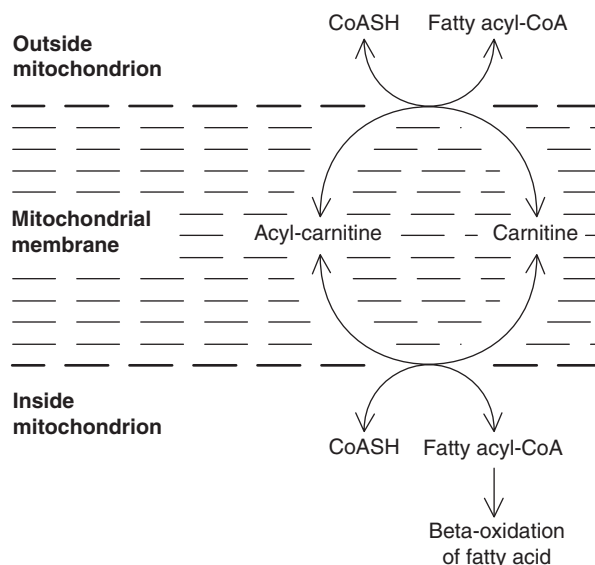 CoASH Fatty acyl-CoA
Outside
mitochondrion
Mitochondrial
membrane
Acyl-carnitine Carnitine
Inside
mitochondrion
CoASH Fatty acyl-CoA
Beta-oxidation
of fatty acid